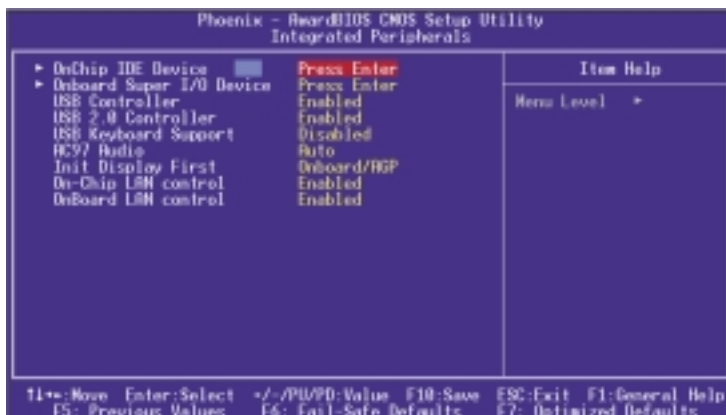 Phoenix - AwardBIOS CMOS Setup Utility
Integrated Peripherals
► OnChip IDE Device Press Enter
► Onboard Super I/O Device Press Enter
USB Controller Enabled
USB 2.0 Controller Enabled
USB Keyboard Support Disabled
AC97 Audio Auto
Init Display First Onboard/AGP
On-Chip LAN control Enabled
OnBoard LAN control Enabled
Item Help
Menu Level ►
↑↓→←:Move Enter:Select +/-/PU/PD:Value F10:Save ESC:Exit F1:General Help
F5: Previous Values F6: Fail-Safe Defaults F7: Optimized Defaults